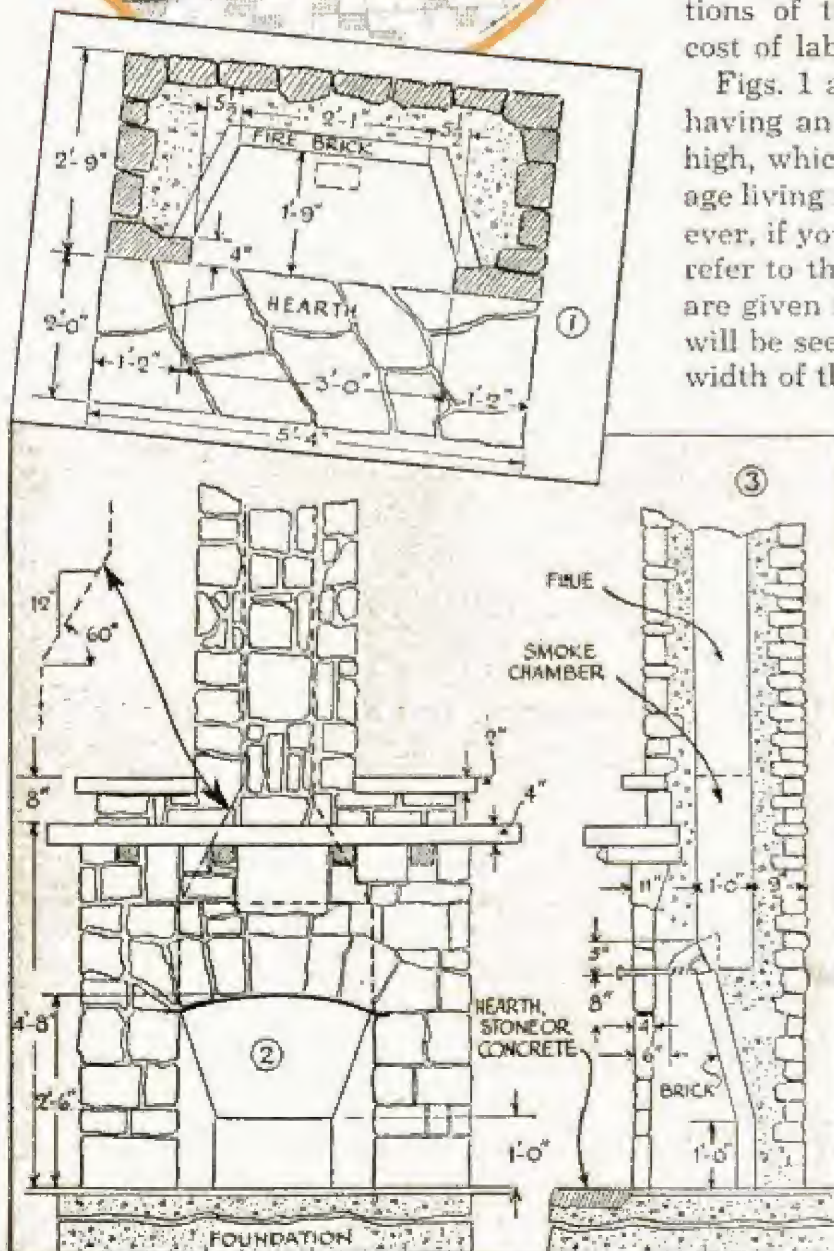 tions of t
cost of lab
Figs. 1 a
having an
high, which
age living
ever, if you
refer to th
are given
will be see
width of th
5½"
2'-1"
5½"
FIRE BRICK
2'-9"
1'-9"
4"
HEARTH
2'-0"
1'-2"
3'-0"
1'-2"
5'-4"
1
3
12"
60°
FLUE
SMOKE
CHAMBER
2"
8"
4"
11"
1'-0"
9"
8"
4"
6"
HEARTH,
STONE OR
CONCRETE
4'-8"
2
2'-6"
BRICK
1'-0"
1'-0"
FOUNDATION